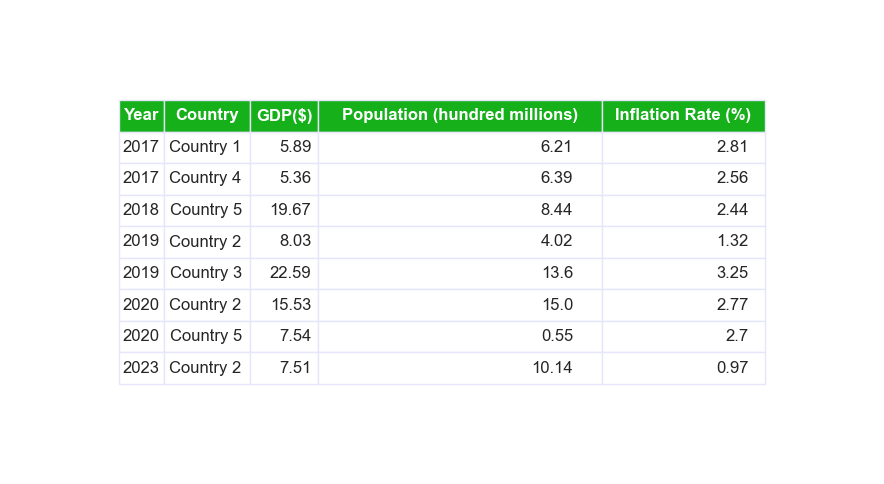 Year Country GDP($) Population (hundred millions) Inflation Rate (%)
2017 Country 1 5.89 6.21 2.81
2017 Country 4 5.36 6.39 2.56
2018 Country 5 19.67 8.44 2.44
2019 Country 2 8.03 4.02 1.32
2019 Country 3 22.59 13.6 3.25
2020 Country 2 15.53 15.0 2.77
2020 Country 5 7.54 0.55 2.7
2023 Country 2 7.51 10.14 0.97